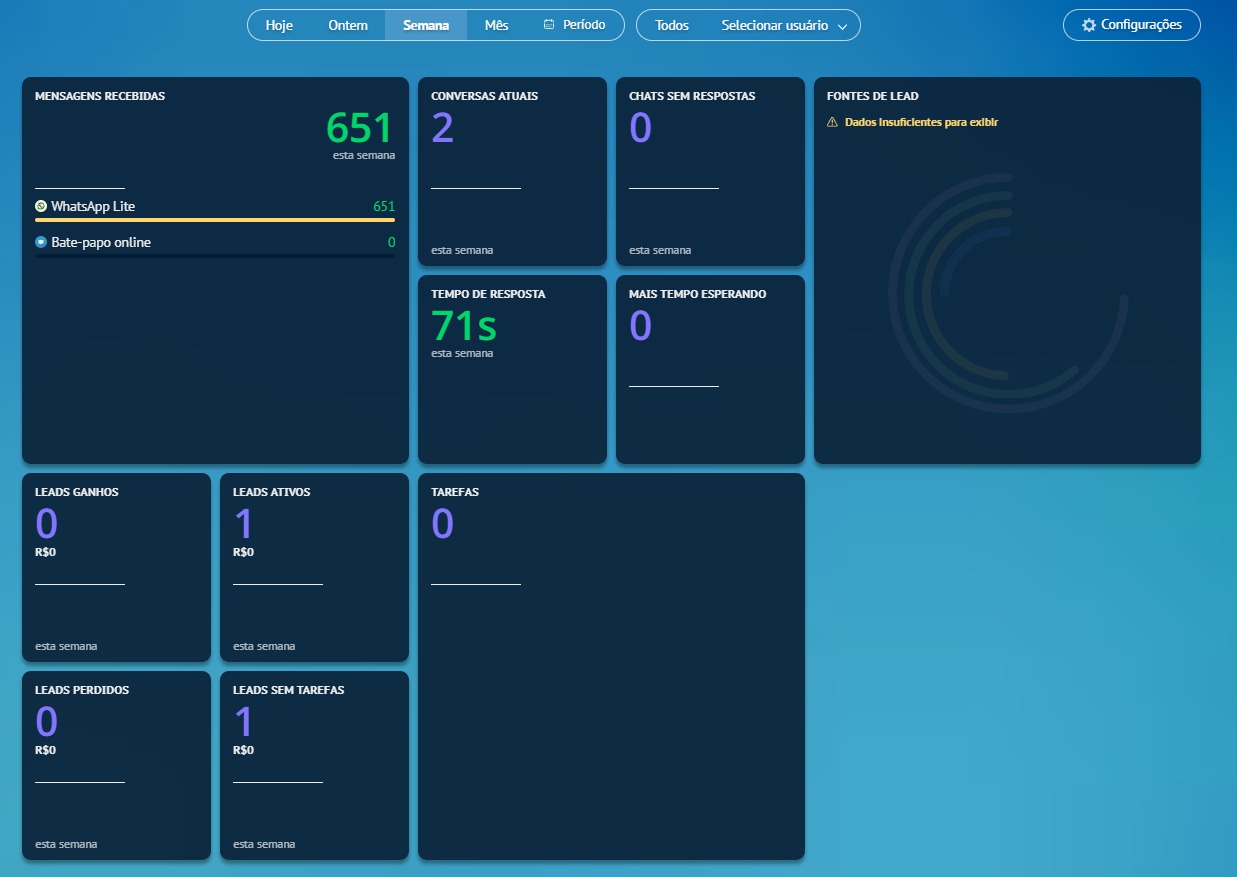 Hoje Ontem Semana Mês Período Todos Selecionar usuário Configurações
MENSAGENS RECEBIDAS
651
esta semana
WhatsApp Lite 651
Bate-papo online 0
CONVERSAS ATUAIS
2
esta semana
CHATS SEM RESPOSTAS
0
esta semana
FONTES DE LEAD
Dados insuficientes para exibir
TEMPO DE RESPOSTA
71s
esta semana
MAIS TEMPO ESPERANDO
0
LEADS GANHOS
0
R$0
esta semana
LEADS ATIVOS
1
R$0
esta semana
TAREFAS
0
LEADS PERDIDOS
0
R$0
esta semana
LEADS SEM TAREFAS
1
R$0
esta semana